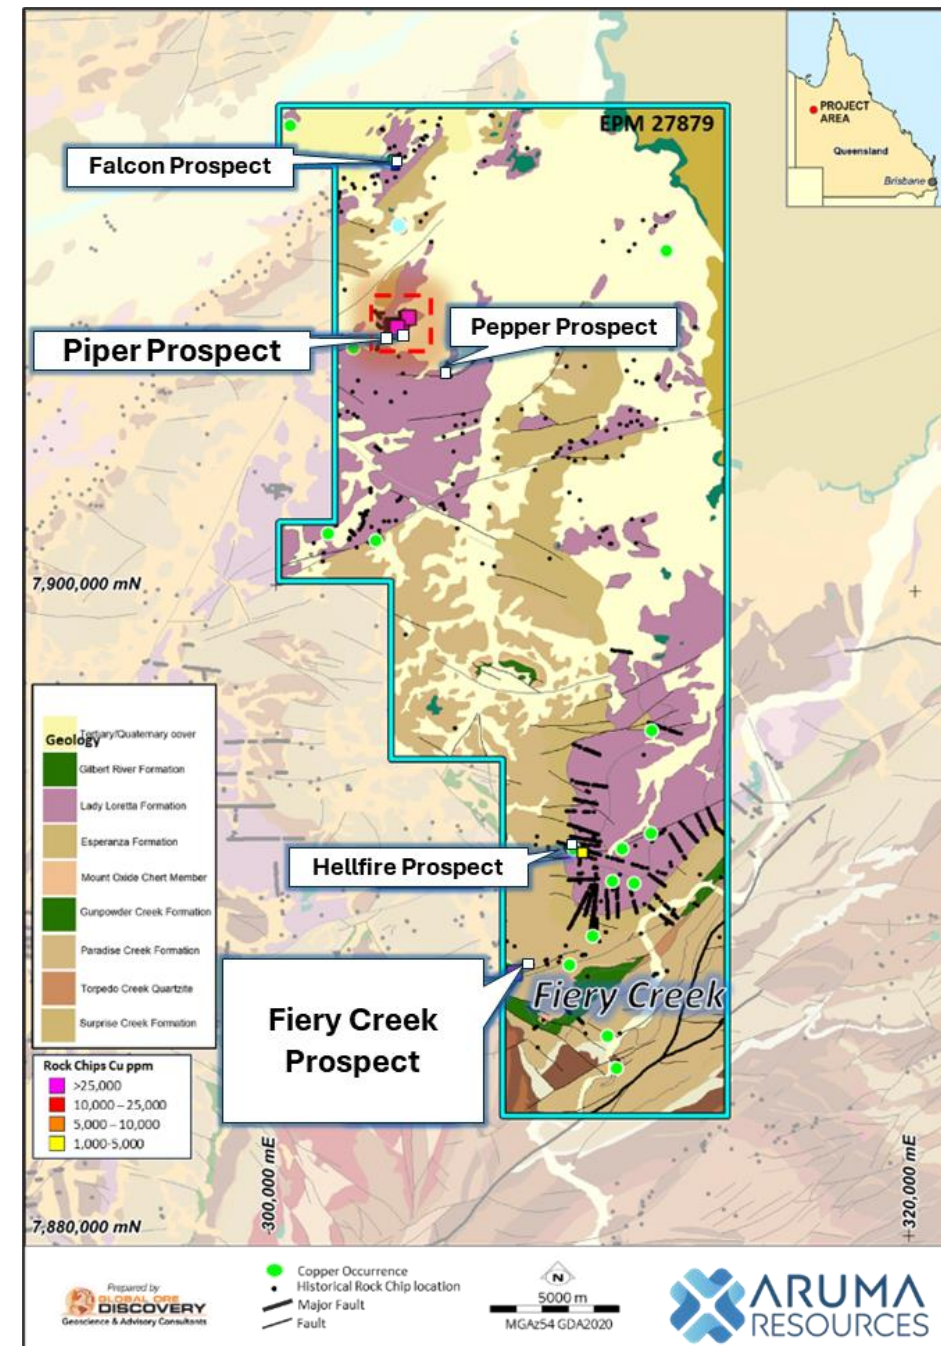 EPM 27879
PROJECT
AREA
Queensland
Brisbane
Falcon Prospect
Piper Prospect
Pepper Prospect
7,900,000 mN
Geology
Tertiary/Quaternary cover
Gilbert River Formation
Lady Loretta Formation
Esperanza Formation
Mount Oxide Chert Member
Gunpowder Creek Formation
Paradise Creek Formation
Torpedo Creek Quartzite
Surprise Creek Formation
Hellfire Prospect
Fiery Creek
Fiery Creek
Prospect
Rock Chips Cu ppm
>25,000
10,000 – 25,000
5,000 – 10,000
1,000-5,000
300,000 mE
320,000 mE
7,880,000 mN
Prepared by
GLOBAL ORE
DISCOVERY
Geoscience & Advisory Consultants
Copper Occurrence
Historical Rock Chip location
Major Fault
Fault
N
5000 m
MGAz54 GDA2020
ARUMA
RESOURCES